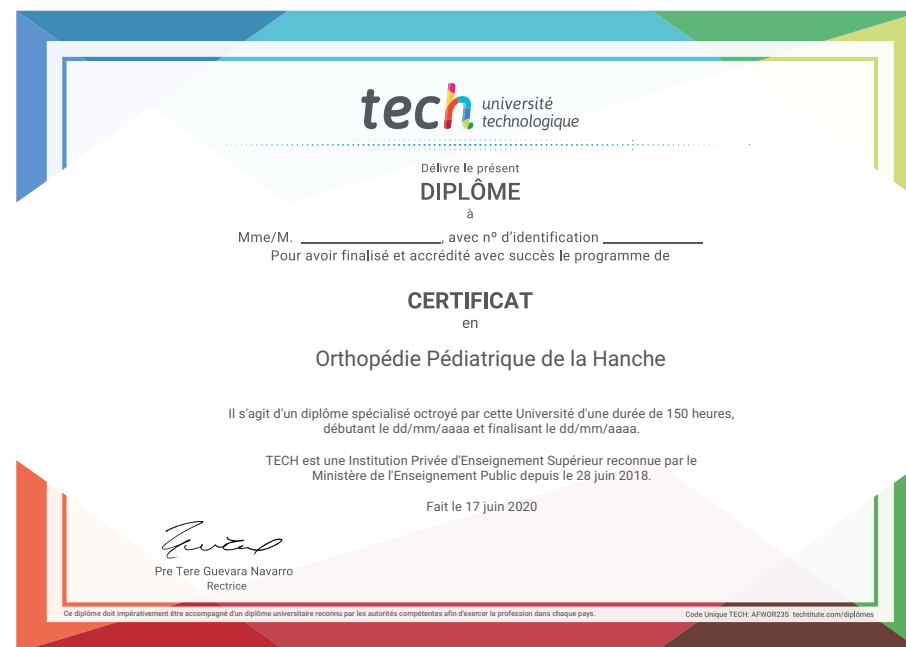 tech université
technologique
Délivre le présent
DIPLÔME
à
Mme/M. ____________________, avec nº d'identification ______________
Pour avoir finalisé et accrédité avec succès le programme de
CERTIFICAT
en
Orthopédie Pédiatrique de la Hanche
Il s'agit d'un diplôme spécialisé octroyé par cette Université d'une durée de 150 heures,
débutant le dd/mm/aaaa et finalisant le dd/mm/aaaa.
TECH est une Institution Privée d'Enseignement Supérieur reconnue par le
Ministère de l'Enseignement Public depuis le 28 juin 2018.
Fait le 17 juin 2020
Pre Tere Guevara Navarro
Rectrice
Ce diplôme doit impérativement être accompagné d'un diplôme universitaire reconnu par les autorités compétentes afin d'exercer la profession dans chaque pays.
Code Unique TECH: AFWOR23S techtitute.com/diplômes